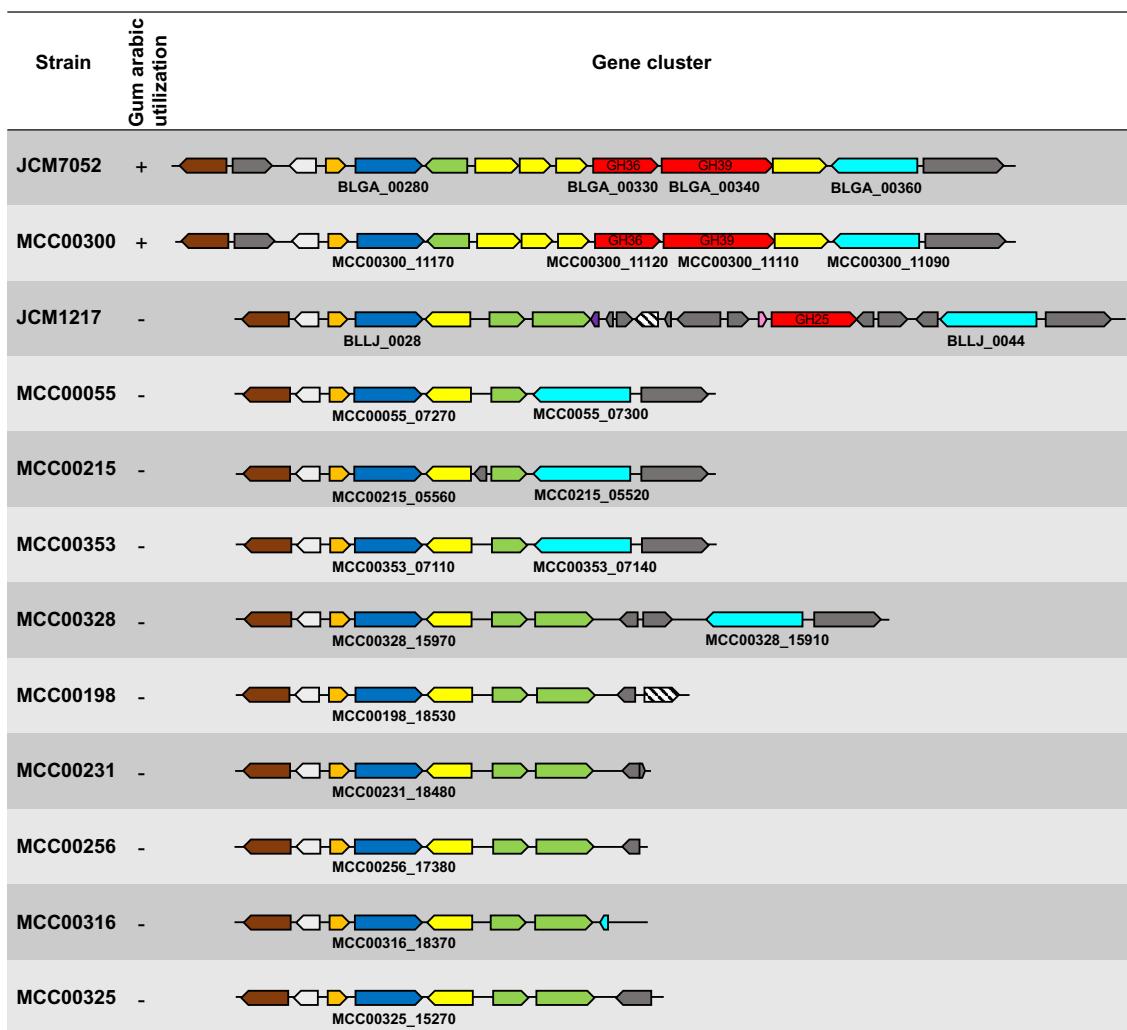 Strain
Gum arabic
utilization
Gene cluster
JCM7052 + GH36 GH39
BLGA_00280 BLGA_00330 BLGA_00340 BLGA_00360
MCC00300 + GH36 GH39
MCC00300_11170 MCC00300_11120 MCC00300_11110 MCC00300_11090
JCM1217 - GH25
BLLJ_0028 BLLJ_0044
MCC00055 -
MCC00055_07270 MCC0055_07300
MCC00215 -
MCC00215_05560 MCC0215_05520
MCC00353 -
MCC00353_07110 MCC00353_07140
MCC00328 -
MCC00328_15970 MCC00328_15910
MCC00198 -
MCC00198_18530
MCC00231 -
MCC00231_18480
MCC00256 -
MCC00256_17380
MCC00316 -
MCC00316_18370
MCC00325 -
MCC00325_15270